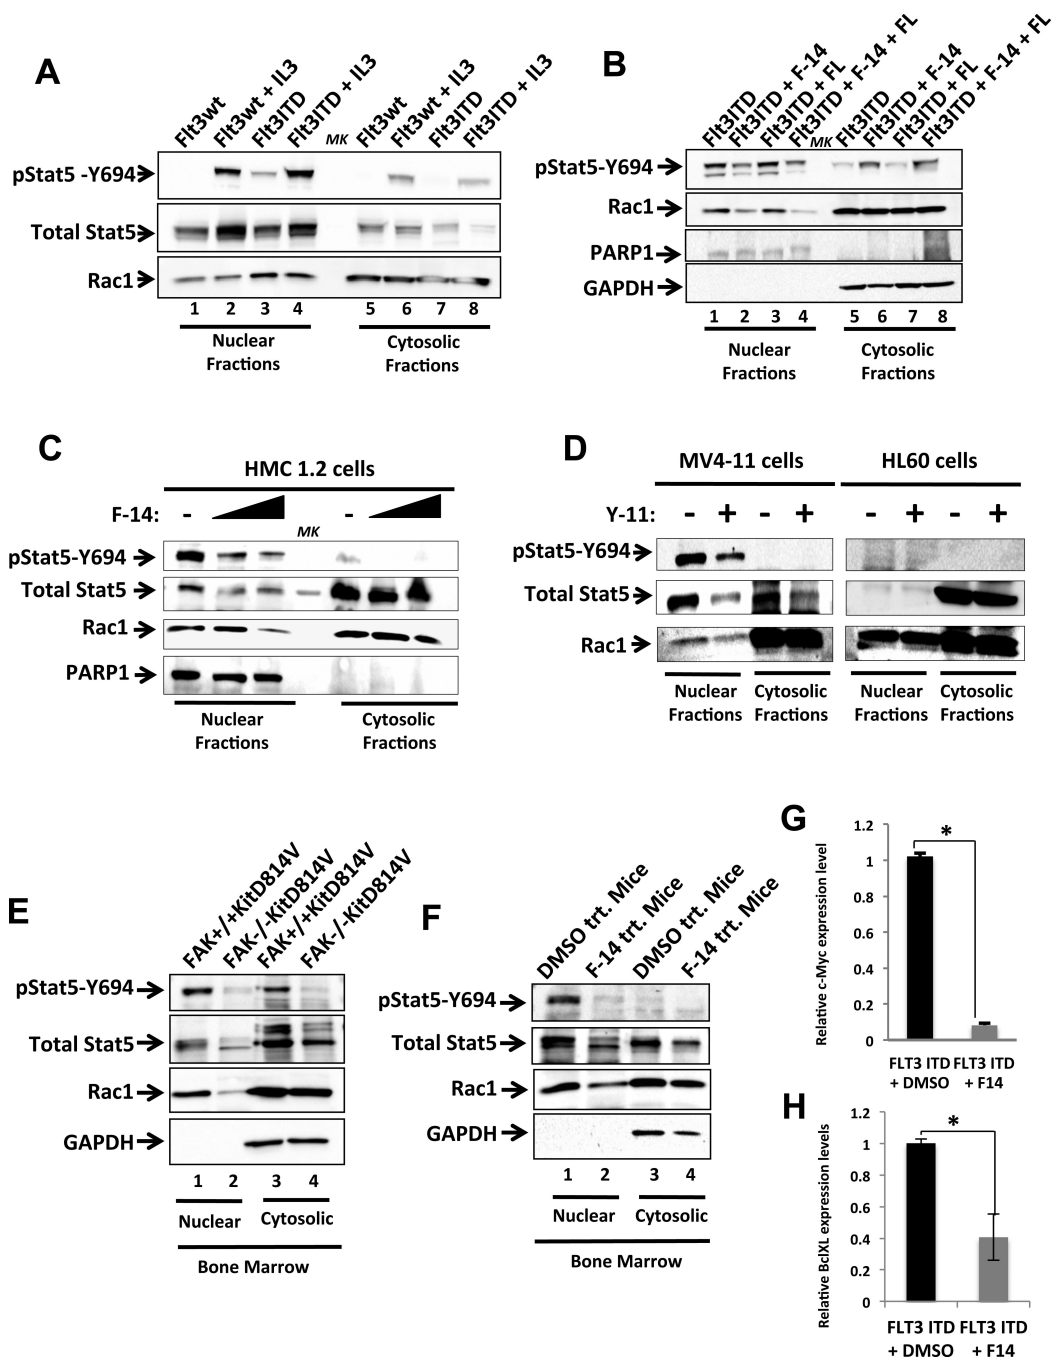 A
Flt3wt
Flt3wt + IL3
Flt3ITD
Flt3ITD + IL3
MK
Flt3wt
Flt3wt + IL3
Flt3ITD
Flt3ITD + IL3
pStat5 -Y694
Total Stat5
Rac1
1 2 3 4 5 6 7 8
Nuclear Fractions
Cytosolic Fractions
B
Flt3ITD
Flt3ITD + F-14
Flt3ITD + FL
Flt3ITD + F-14 + FL
MK
Flt3ITD
Flt3ITD + F-14
Flt3ITD + FL
Flt3ITD + F-14 + FL
pStat5-Y694
Rac1
PARP1
GAPDH
1 2 3 4 5 6 7 8
Nuclear Fractions
Cytosolic Fractions
C
HMC 1.2 cells
F-14: - -
MK
pStat5-Y694
Total Stat5
Rac1
PARP1
Nuclear Fractions
Cytosolic Fractions
D
MV4-11 cells
HL60 cells
Y-11: - + - + - + - +
pStat5-Y694
Total Stat5
Rac1
Nuclear Fractions
Cytosolic Fractions
Nuclear Fractions
Cytosolic Fractions
E
FAK+/+KitD814V
FAK-/-KitD814V
FAK+/+KitD814V
FAK-/-KitD814V
pStat5-Y694
Total Stat5
Rac1
GAPDH
1 2 3 4
Nuclear
Cytosolic
Bone Marrow
F
DMSO trt. Mice
F-14 trt. Mice
DMSO trt. Mice
F-14 trt. Mice
pStat5-Y694
Total Stat5
Rac1
GAPDH
1 2 3 4
Nuclear
Cytosolic
Bone Marrow
G
Relative c-Myc expression level
1.2
1
0.8
0.6
0.4
0.2
0
*
FLT3 ITD + DMSO
FLT3 ITD + F14
H
Relative BclXL expression levels
1.2
1
0.8
0.6
0.4
0.2
0
*
FLT3 ITD + DMSO
FLT3 ITD + F14